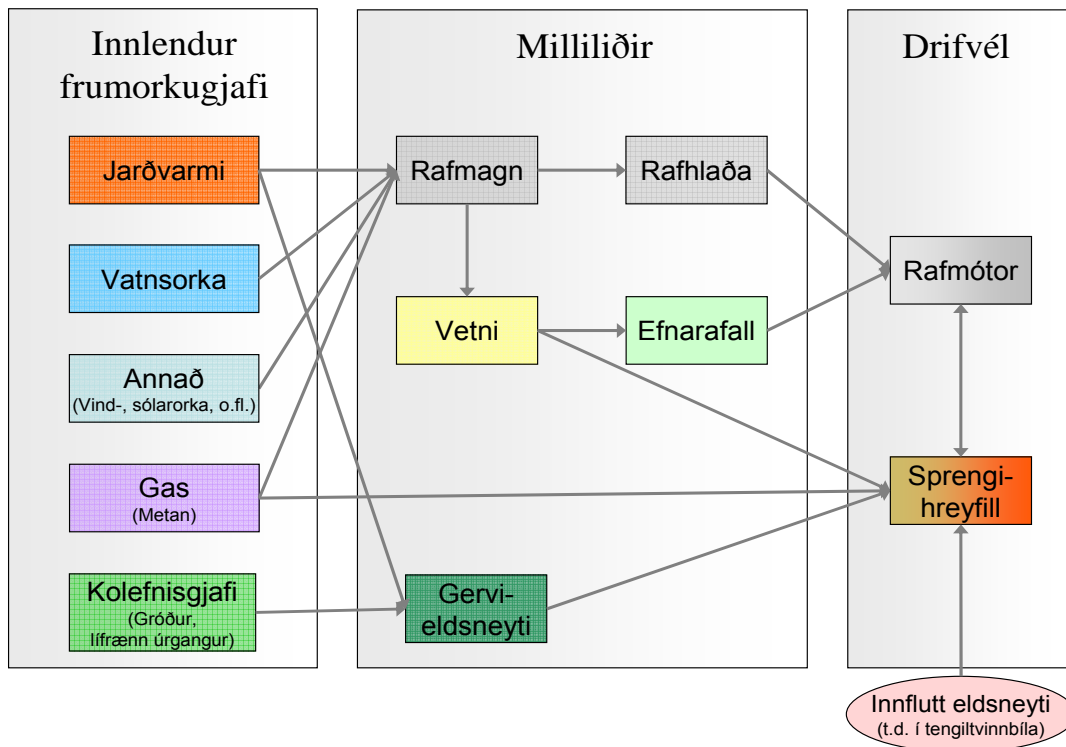 Innlendur
frumorkugjafi
Jarðvarmi
Vatnsorka
Annað
(Vind-, sólarorka, o.fl.)
Gas
(Metan)
Kolefnisgjafi
(Gróður,
lífrænn úrgangur)
Milliliðir
Rafmagn
Rafhlaða
Vetni
Efnarafall
Gervi-
eldsneyti
Drifvél
Rafmótor
Sprengi-
hreyfill
Innflutt eldsneyti
(t.d. í tengiltvinnbíla)